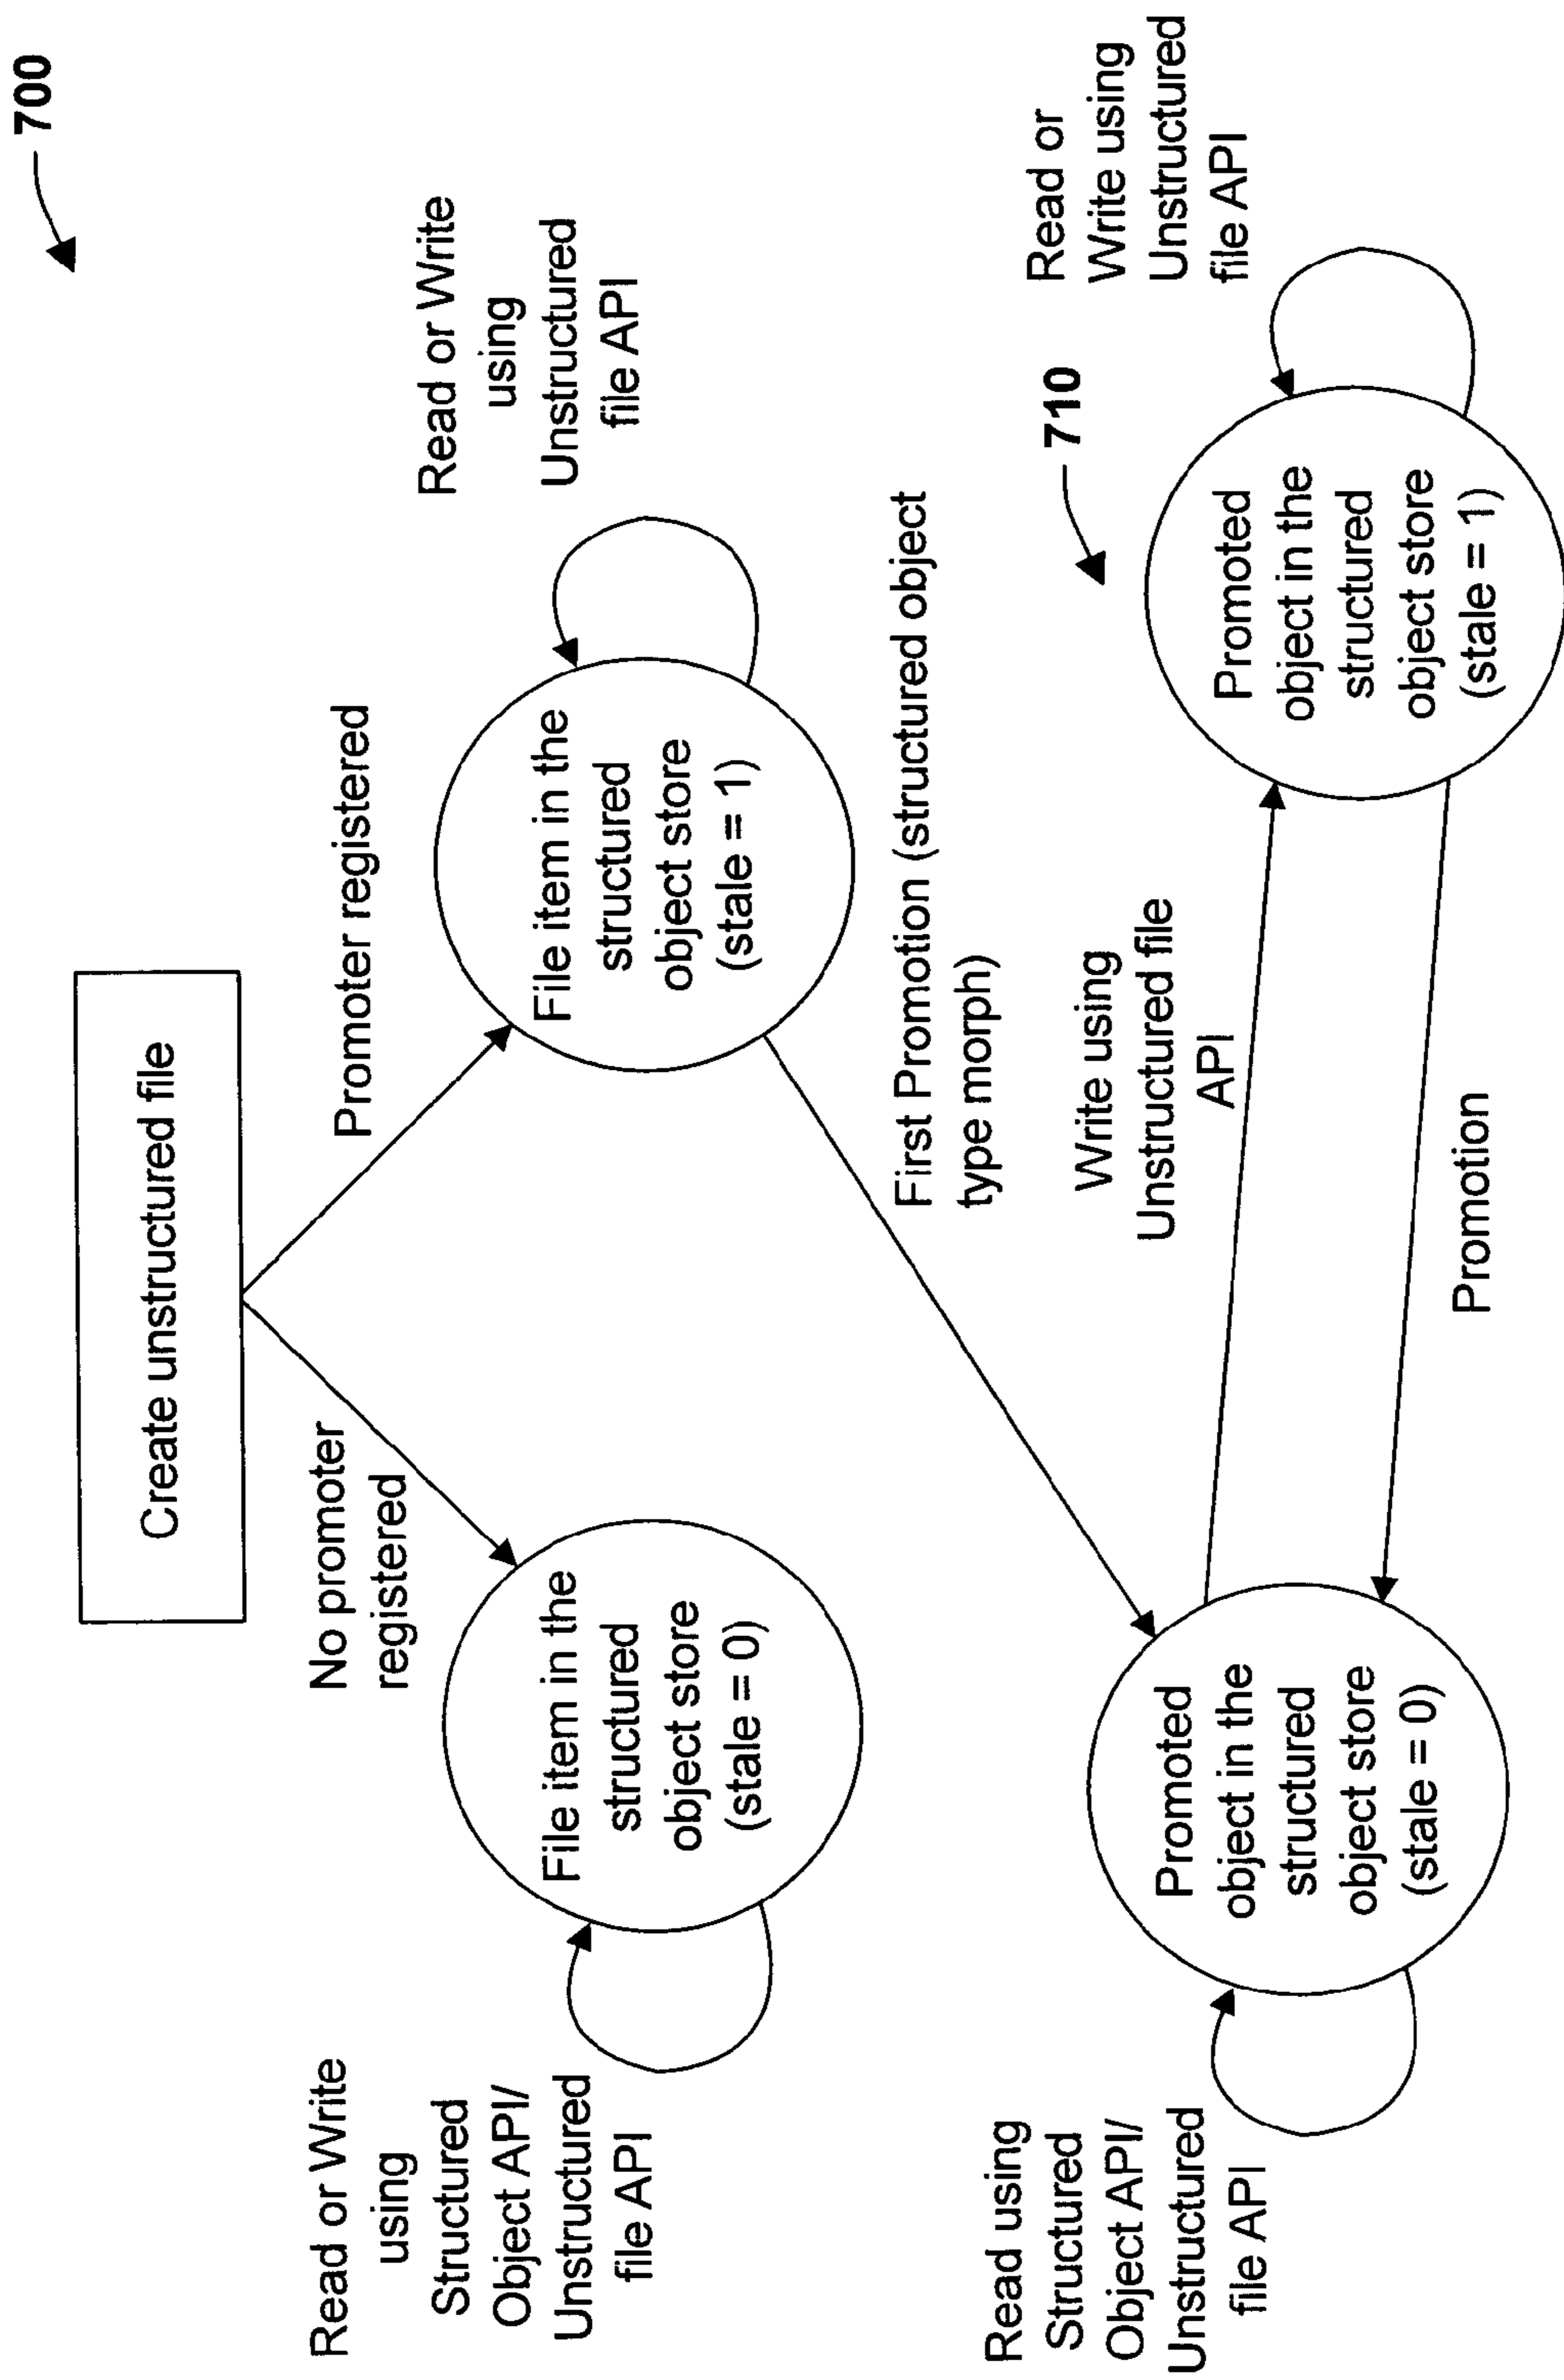 700
Create unstructured file
No promoter
registered
Promoter registered
Read or Write
using
Structured
Object API/
Unstructured
file API
File item in the
structured
object store
(stale = 0)
File item in the
structured
object store
(stale = 1)
Read or Write
using
Unstructured
file API
First Promotion (structured object
type morph)
Read using
Structured
Object API/
Unstructured
file API
Promoted
object in the
structured
object store
(stale = 0)
Write using
Unstructured file
API
Promotion
710
Promoted
object in the
structured
object store
(stale = 1)
Read or
Write using
Unstructured
file API